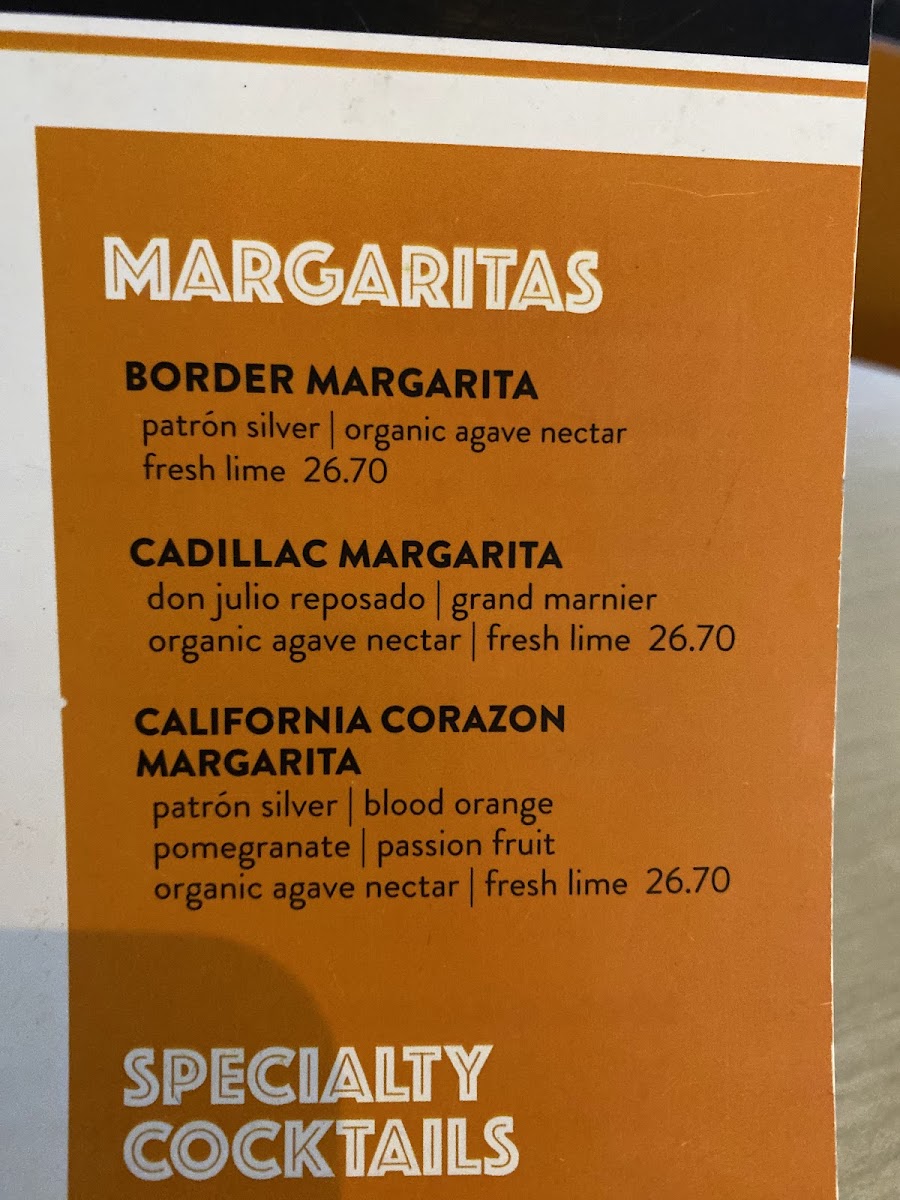 MARGARITAS
BORDER MARGARITA
patrón silver | organic agave nectar
fresh lime 26.70
CADILLAC MARGARITA
don julio reposado | grand marnier
organic agave nectar | fresh lime 26.70
CALIFORNIA CORAZON
MARGARITA
patrón silver | blood orange
pomegranate | passion fruit
organic agave nectar | fresh lime 26.70
SPECIALTY
COCKTAILS